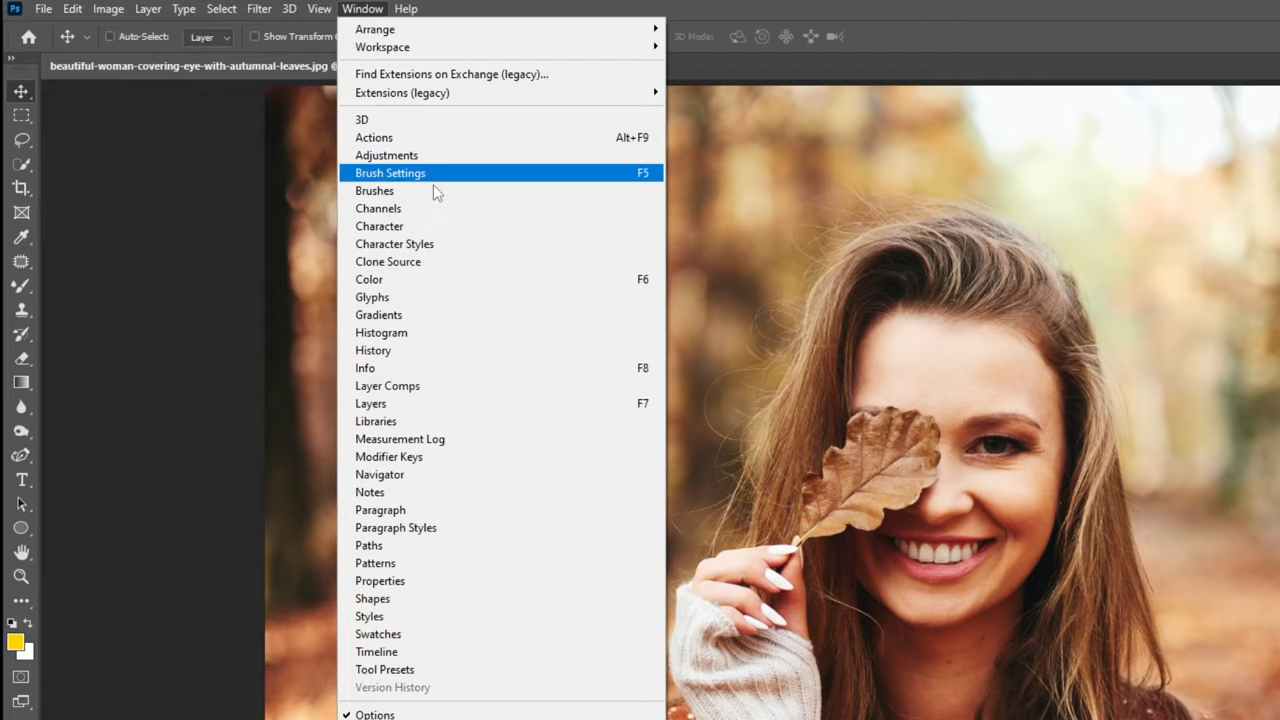 Ps File Edit Image Layer Type Select Filter 3D View Window Help
Auto-Select: Layer Show Transform 3D Mode:
beautiful-woman-covering-eye-with-autumnal-leaves.jpg @
Arrange
Workspace
Find Extensions on Exchange (legacy)...
Extensions (legacy)
3D
Actions Alt+F9
Adjustments
Brush Settings F5
Brushes
Channels
Character
Character Styles
Clone Source
Color F6
Glyphs
Gradients
Histogram
History
Info F8
Layer Comps
Layers F7
Libraries
Measurement Log
Modifier Keys
Navigator
Notes
Paragraph
Paragraph Styles
Paths
Patterns
Properties
Shapes
Styles
Swatches
Timeline
Tool Presets
Version History
Options